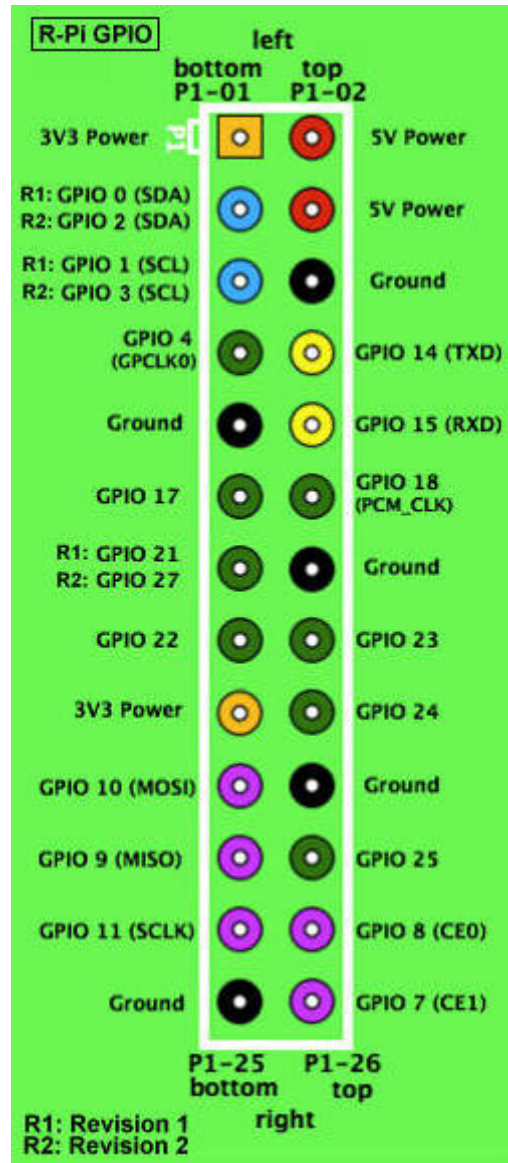 R-Pi GPIO
left
bottom top
P1-01 P1-02
3V3 Power P1 5V Power
R1: GPIO 0 (SDA)
R2: GPIO 2 (SDA)
5V Power
R1: GPIO 1 (SCL)
R2: GPIO 3 (SCL)
Ground
GPIO 4
(GPCLK0)
GPIO 14 (TXD)
Ground GPIO 15 (RXD)
GPIO 17
GPIO 18
(PCM_CLK)
R1: GPIO 21
R2: GPIO 27
Ground
GPIO 22 GPIO 23
3V3 Power GPIO 24
GPIO 10 (MOSI) Ground
GPIO 9 (MISO) GPIO 25
GPIO 11 (SCLK) GPIO 8 (CE0)
Ground GPIO 7 (CE1)
P1-25 P1-26
bottom top
right
R1: Revision 1
R2: Revision 2